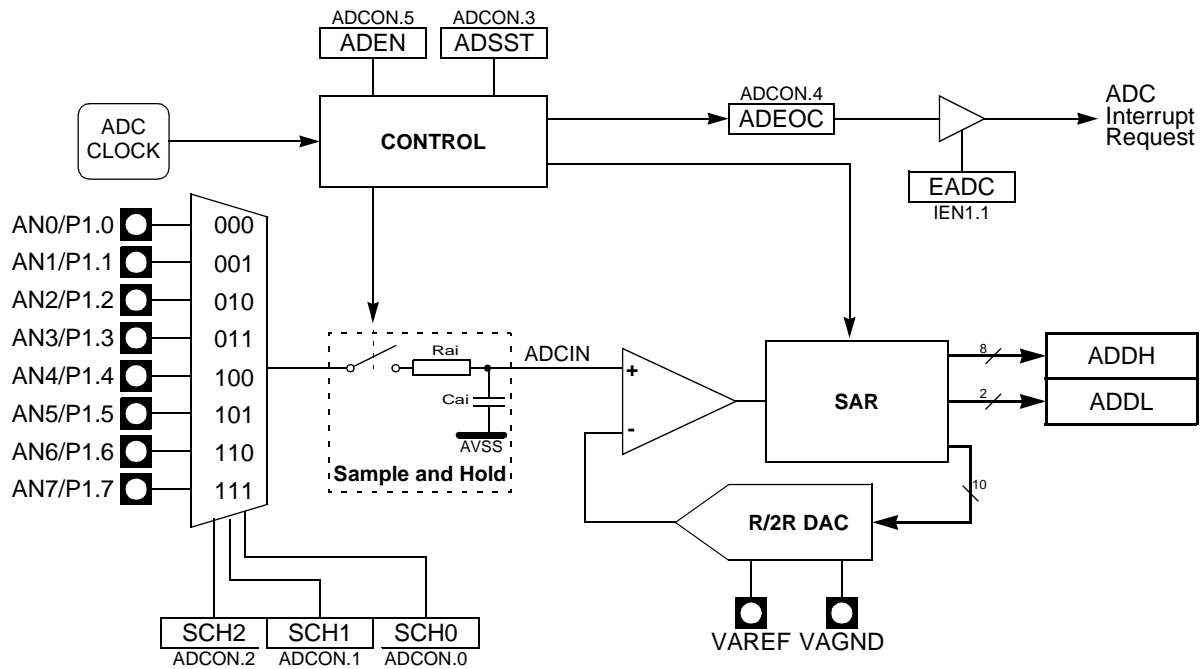 ADCON.5
ADEN
ADCON.3
ADSST
ADC
CLOCK
CONTROL
ADCON.4
ADEOC
ADC
Interrupt
Request
EADC
IEN1.1
AN0/P1.0
000
AN1/P1.1
001
AN2/P1.2
010
AN3/P1.3
011
AN4/P1.4
100
AN5/P1.5
101
AN6/P1.6
110
AN7/P1.7
111
Rai
Cai
AVSS
Sample and Hold
ADCIN
+
-
SAR
8
ADDH
2
ADDL
10
R/2R DAC
VAREF
VAGND
SCH2
SCH1
SCH0
ADCON.2
ADCON.1
ADCON.0